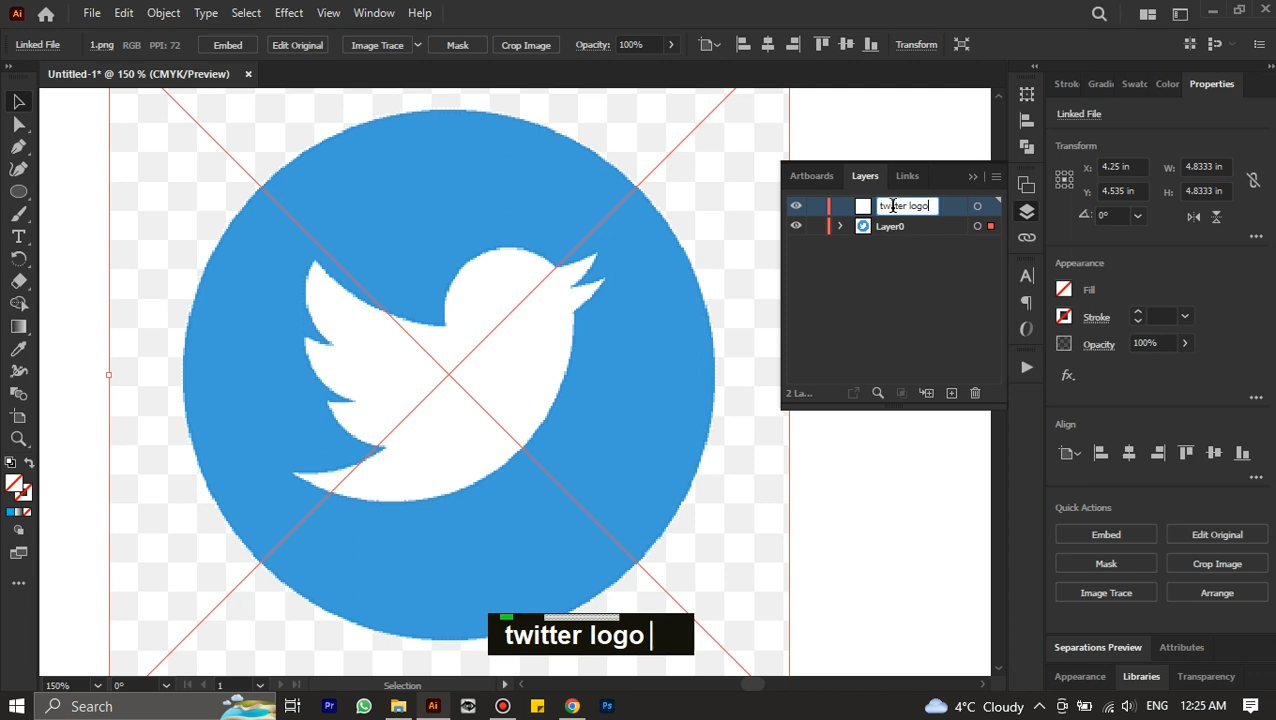 Ai File Edit Object Type Select Effect View Window Help
Linked File 1.png RGB PPI: 72 Embed Edit Original Image Trace Mask Crop Image Opacity: 100% Transform
Untitled-1* @ 150 % (CMYK/Preview) ×
Strok Gradi Swatc Color Properties
Linked File
Transform
X: 4.25 in W: 4.8333 in
Y: 4.535 in H: 4.8333 in
0°
Appearance
Fill
Stroke
Opacity 100%
fx.
Align
Quick Actions
Embed Edit Original
Mask Crop Image
Image Trace Arrange
Separations Preview Attributes
Appearance Libraries Transparency
Artboards Layers Links
twitter logo
Layer0
2 La...
twitter logo
150% 0° 1 Selection
Search Pr Ai Ps 4°C Cloudy ENG 12:25 AM